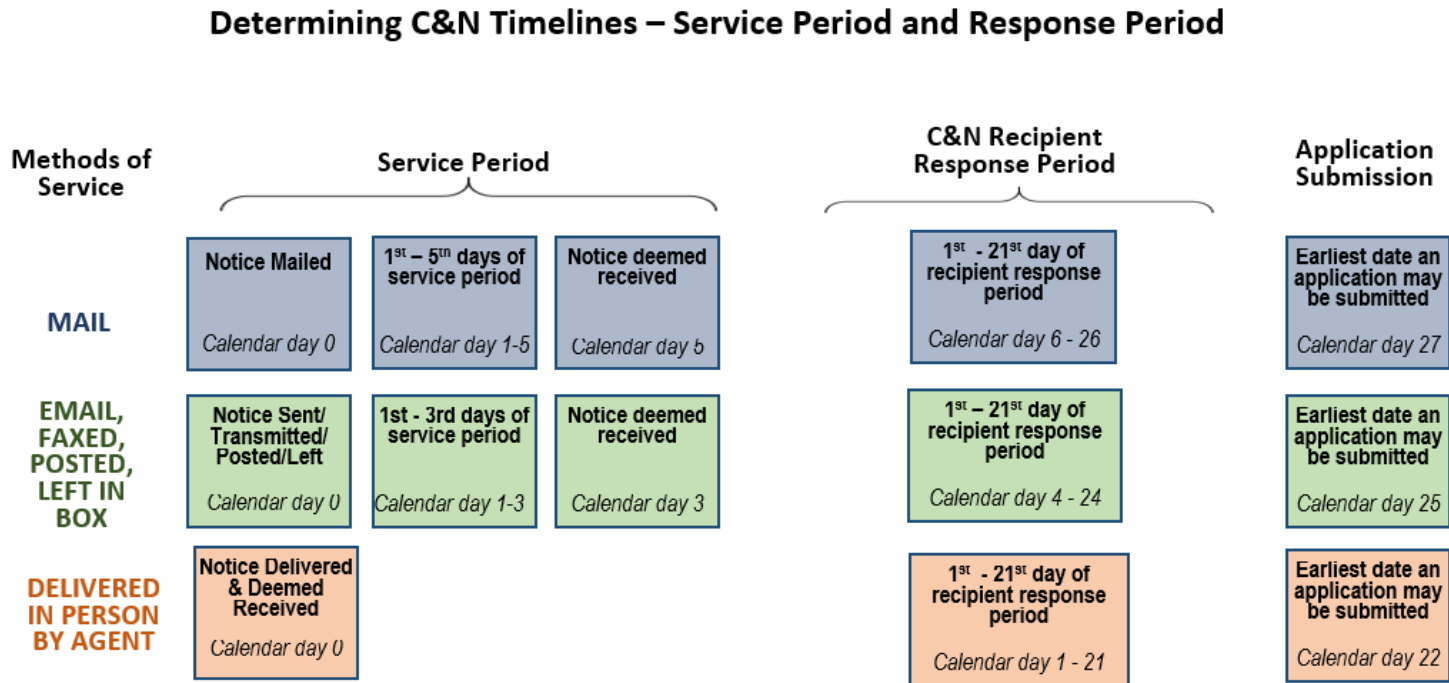 Determining C&N Timelines – Service Period and Response Period
Methods of
Service
Service Period
C&N Recipient
Response Period
Application
Submission
MAIL
Notice Mailed
Calendar day 0
1st – 5th days of
service period
Calendar day 1-5
Notice deemed
received
Calendar day 5
1st - 21st day of
recipient response
period
Calendar day 6 - 26
Earliest date an
application may
be submitted
Calendar day 27
EMAIL,
FAXED,
POSTED,
LEFT IN
BOX
Notice Sent/
Transmitted/
Posted/Left
Calendar day 0
1st - 3rd days of
service period
Calendar day 1-3
Notice deemed
received
Calendar day 3
1st – 21st day of
recipient response
period
Calendar day 4 - 24
Earliest date an
application may
be submitted
Calendar day 25
DELIVERED
IN PERSON
BY AGENT
Notice Delivered
& Deemed
Received
Calendar day 0
1st - 21st day of
recipient response
period
Calendar day 1 - 21
Earliest date an
application may
be submitted
Calendar day 22